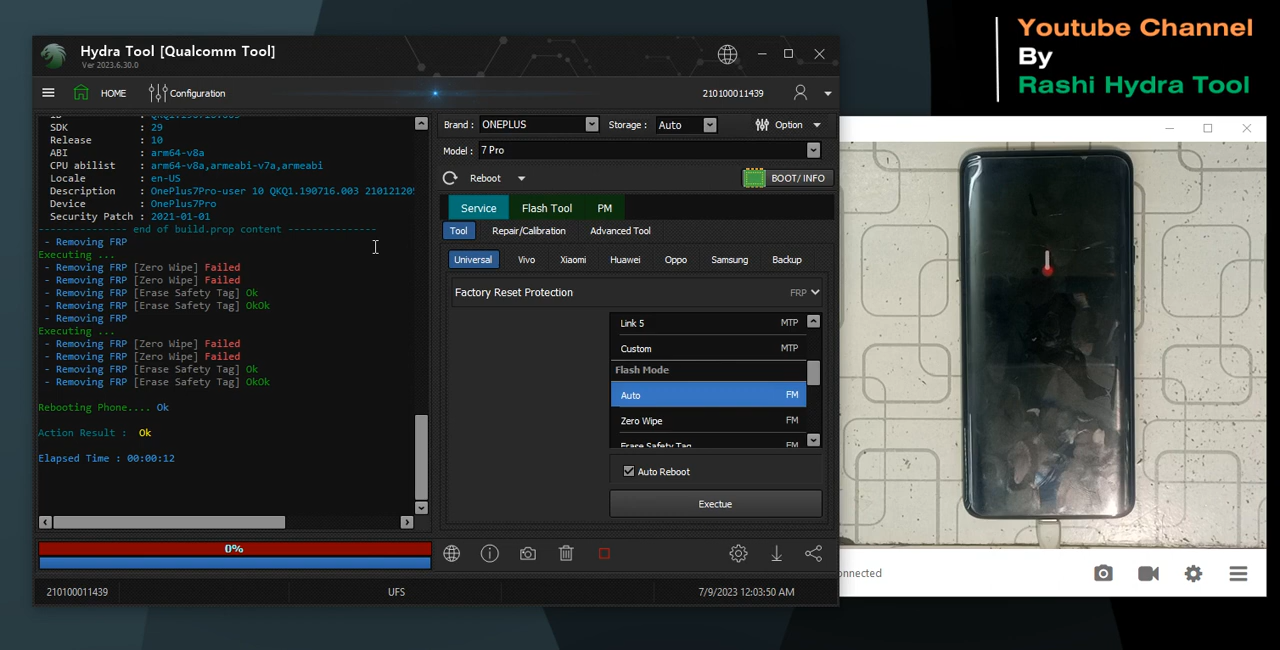 Youtube Channel
By
Rashi Hydra Tool
Hydra Tool [Qualcomm Tool]
Ver 2023.6.30.0
HOME
Configuration
210100011439
SDK : 29
Release : 10
ABI : arm64-v8a
CPU abilist : arm64-v8a,armeabi-v7a,armeabi
Locale : en-US
Description : OnePlus7Pro-user 10 QKQ1.190716.003 210121209
Device : OnePlus7Pro
Security Patch : 2021-01-01
--------------- end of build.prop content ---------------
- Removing FRP
Executing ...
- Removing FRP [Zero Wipe] Failed
- Removing FRP [Zero Wipe] Failed
- Removing FRP [Erase Safety Tag] Ok
- Removing FRP [Erase Safety Tag] OkOk
- Removing FRP
Executing ...
- Removing FRP [Zero Wipe] Failed
- Removing FRP [Zero Wipe] Failed
- Removing FRP [Erase Safety Tag] Ok
- Removing FRP [Erase Safety Tag] OkOk
Rebooting Phone.... Ok
Action Result : Ok
Elapsed Time : 00:00:12
0%
Brand : ONEPLUS Storage : Auto Option
Model : 7 Pro
Reboot BOOT/ INFO
Service Flash Tool PM
Tool Repair/Calibration Advanced Tool
Universal Vivo Xiaomi Huawei Oppo Samsung Backup
Factory Reset Protection FRP
Link 5 MTP
Custom MTP
Flash Mode
Auto FM
Zero Wipe FM
Erase Safety Tag FM
Auto Reboot
Exectue
210100011439 UFS 7/9/2023 12:03:50 AM
onnected